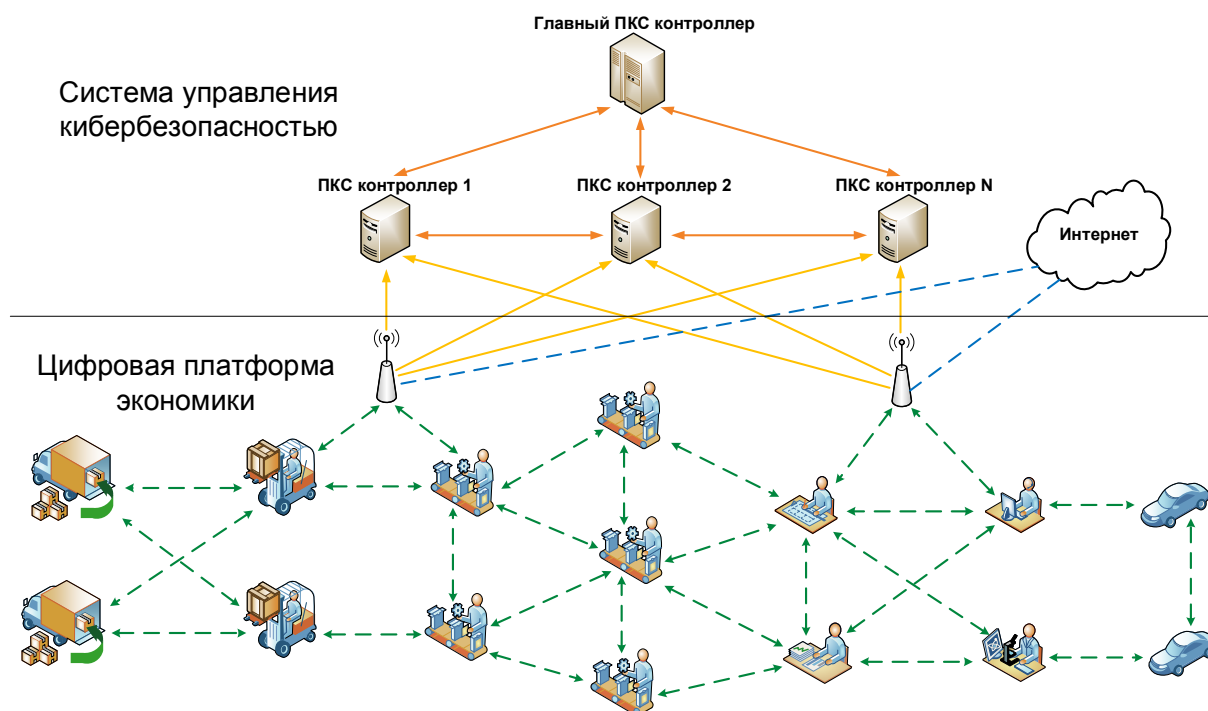 Главный ПКС контроллер
Система управления
кибербезопасностью
ПКС контроллер 1
ПКС контроллер 2
ПКС контроллер N
Интернет
Цифровая платформа
экономики